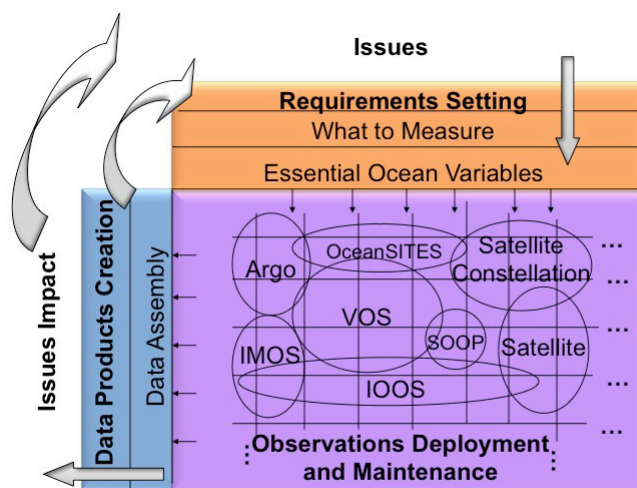 Issues
Requirements Setting
What to Measure
Essential Ocean Variables
Issues Impact
Data Products Creation
Data Assembly
Argo
OceanSITES
Satellite
Constellation
...
...
VOS
IMOS
SOOP
Satellite
...
IOOS
...
Observations Deployment
and Maintenance
...
...
...